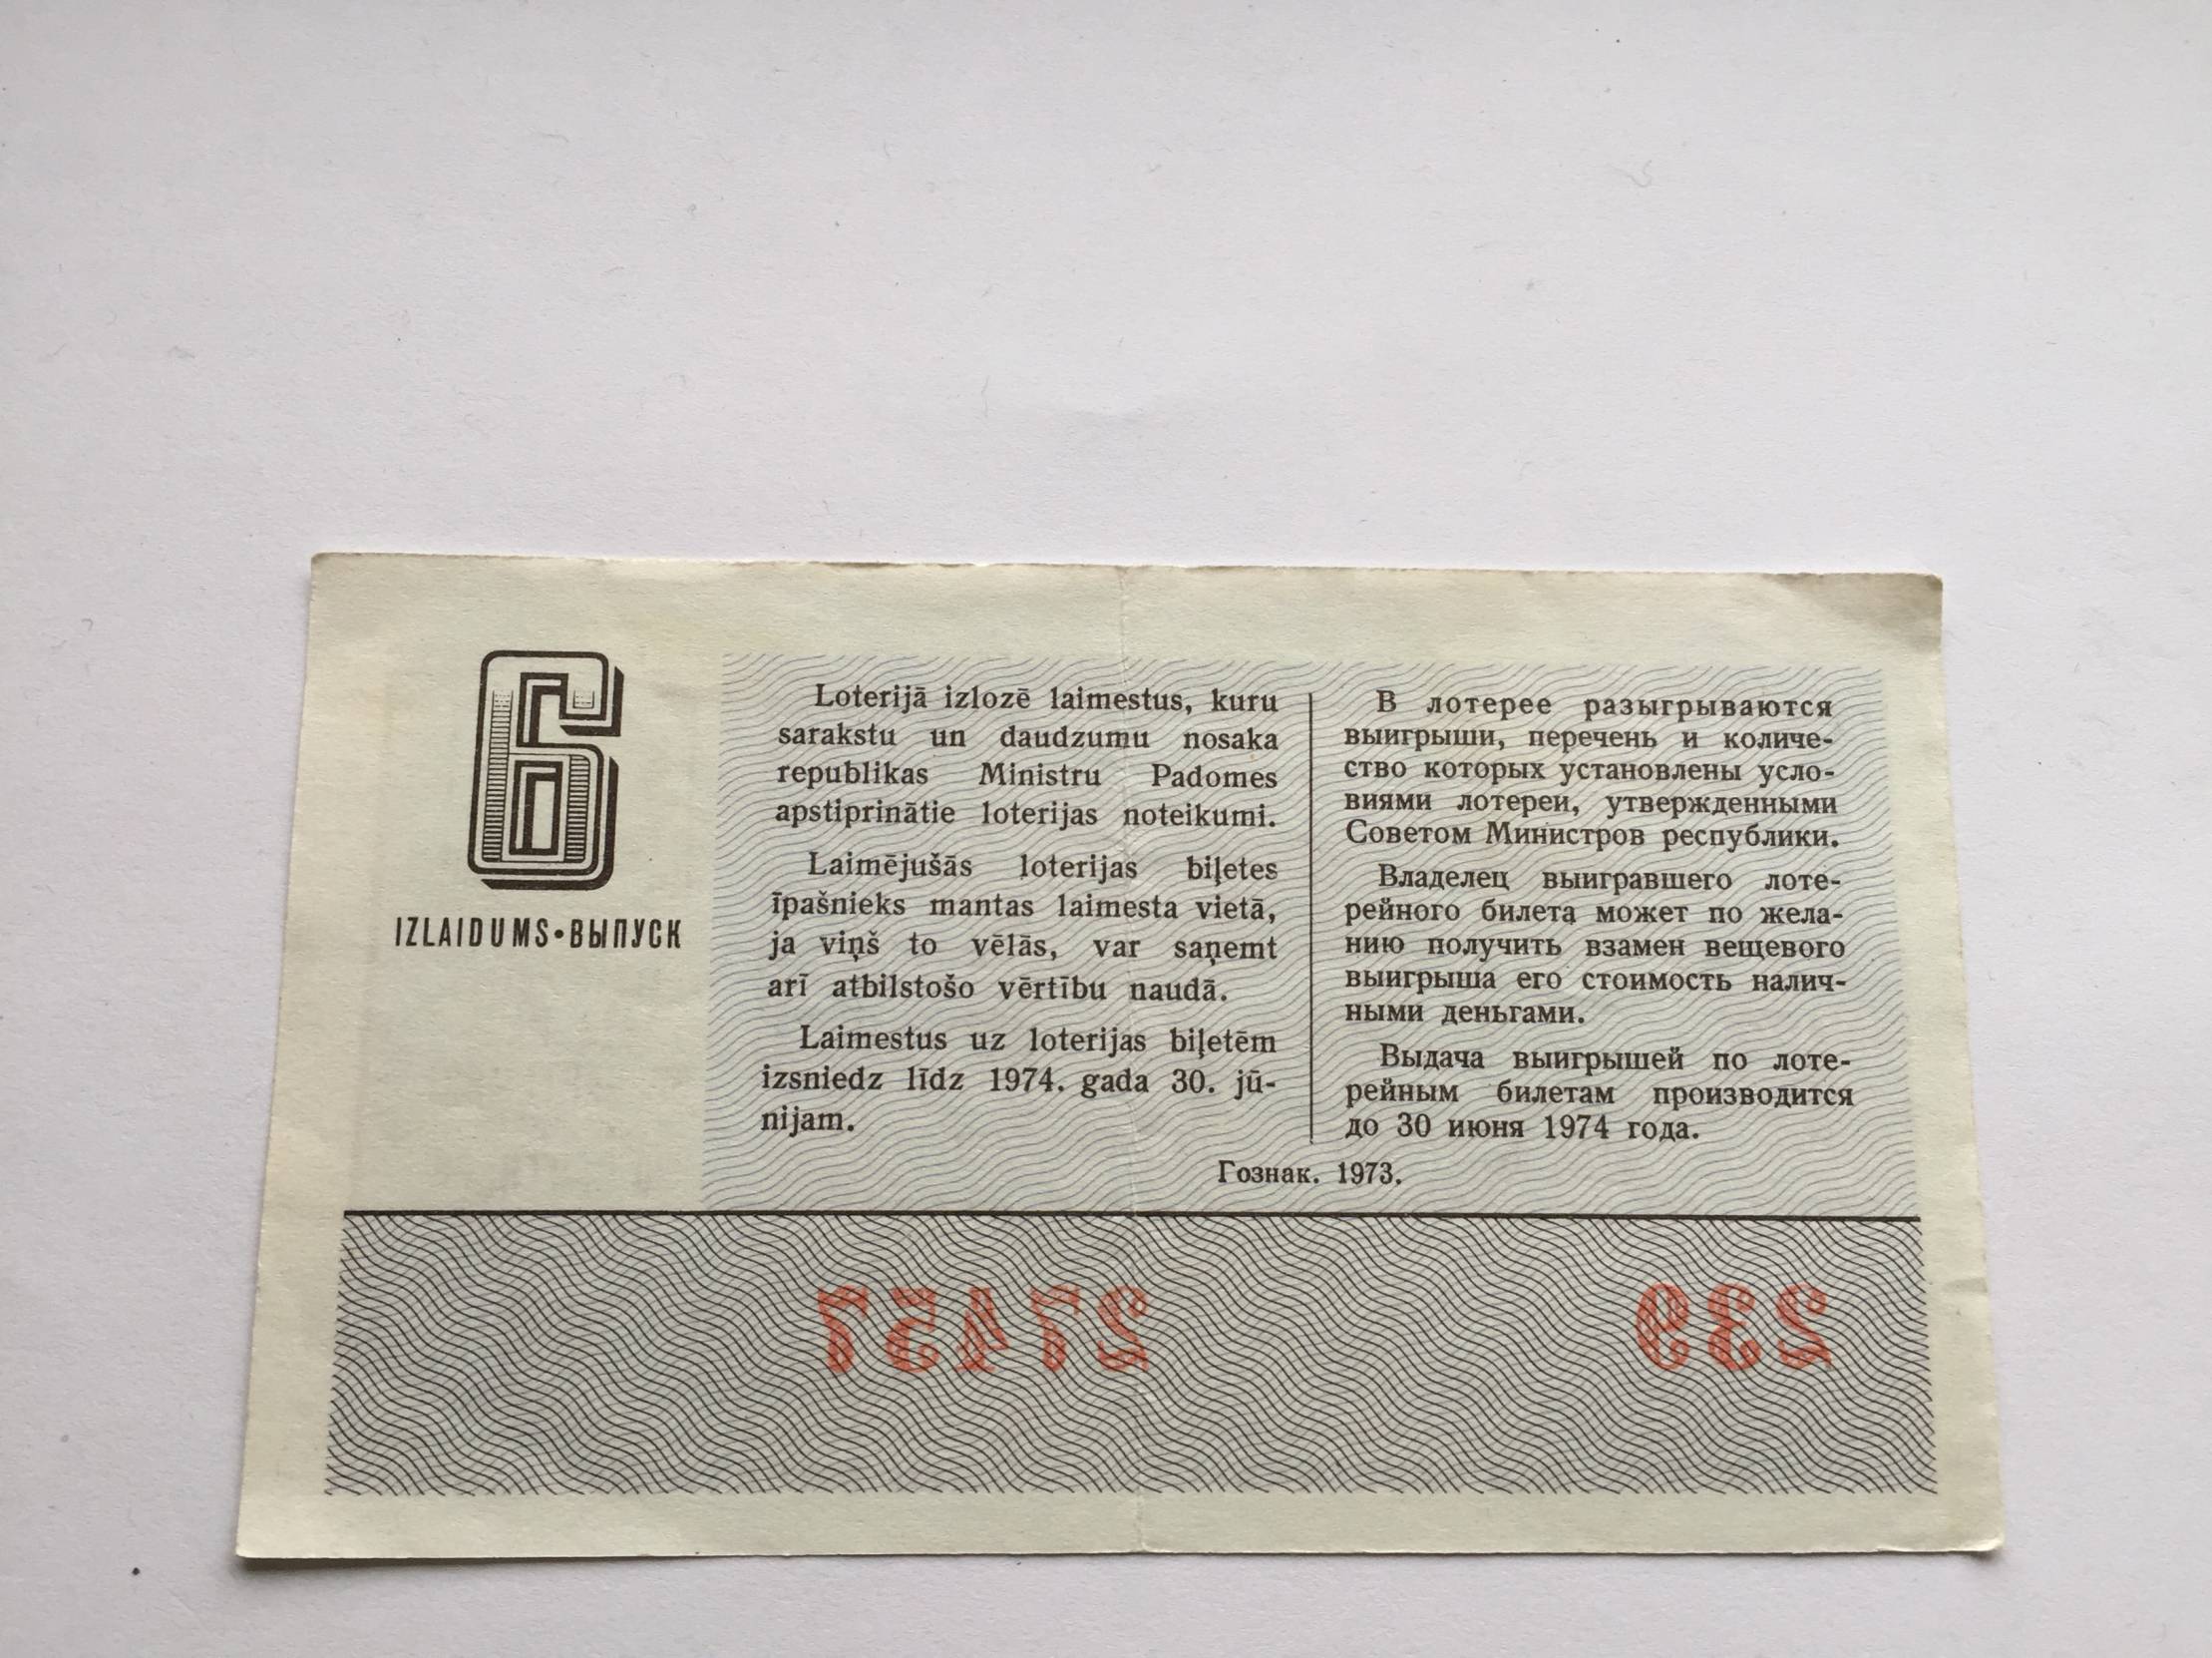 6
IZLAIDUMS•ВЫПУСК
Loterijā izlozē laimestus, kuru
sarakstu un daudzumu nosaka
republikas Ministru Padomes
apstiprinātie loterijas noteikumi.
Laimējušās loterijas biļetes
īpašnieks mantas laimesta vietā,
ja viņš to vēlās, var saņemt
arī atbilstošo vērtību naudā.
Laimestus uz loterijas biļetēm
izsniedz līdz 1974. gada 30. jū-
nijam.
В лотерее разыгрываются
выигрыши, перечень и количе-
ство которых установлены усло-
виями лотереи, утвержденными
Советом Министров республики.
Владелец выигравшего лоте-
рейного билета может по жела-
нию получить взамен вещевого
выигрыша его стоимость налич-
ными деньгами.
Выдача выигрышей по лоте-
рейным билетам производится
до 30 июня 1974 года.
Гознак. 1973.
27457
239